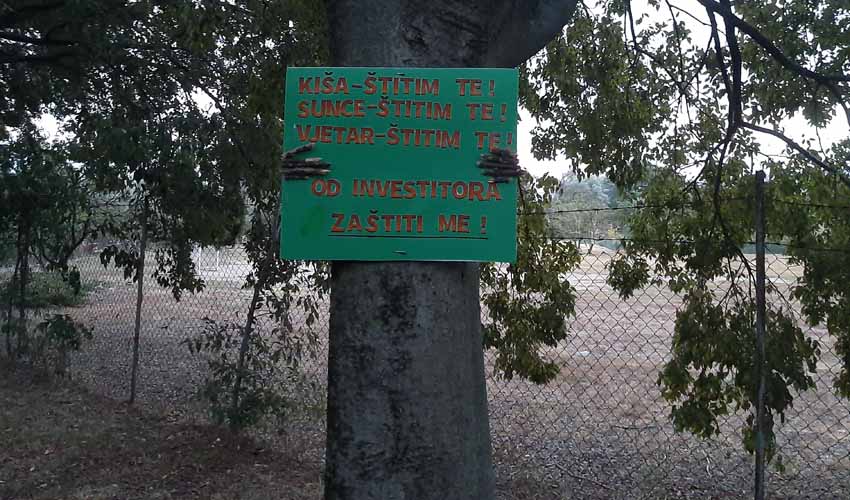 KIŠA-ŠTITIM TE!
SUNCE-ŠTITIM TE!
VJETAR-ŠTITIM TE!
OD INVESTITORA
ZAŠTITI ME!